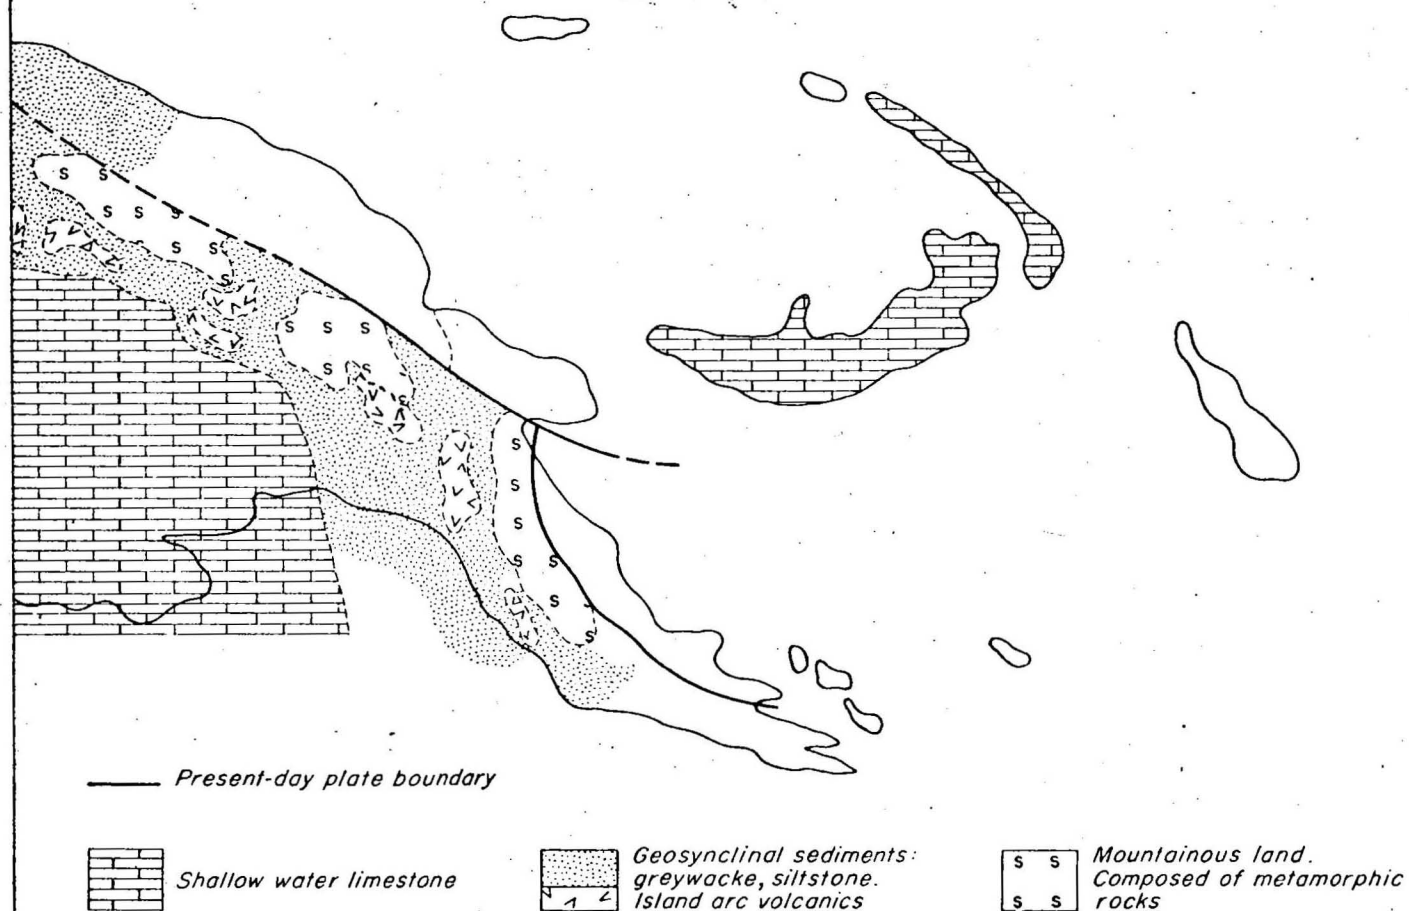 Present-day plate boundary
Shallow water limestone
Geosynclinal sediments:
greywacke, siltstone.
Island arc volcanics
Mountainous land.
Composed of metamorphic
rocks